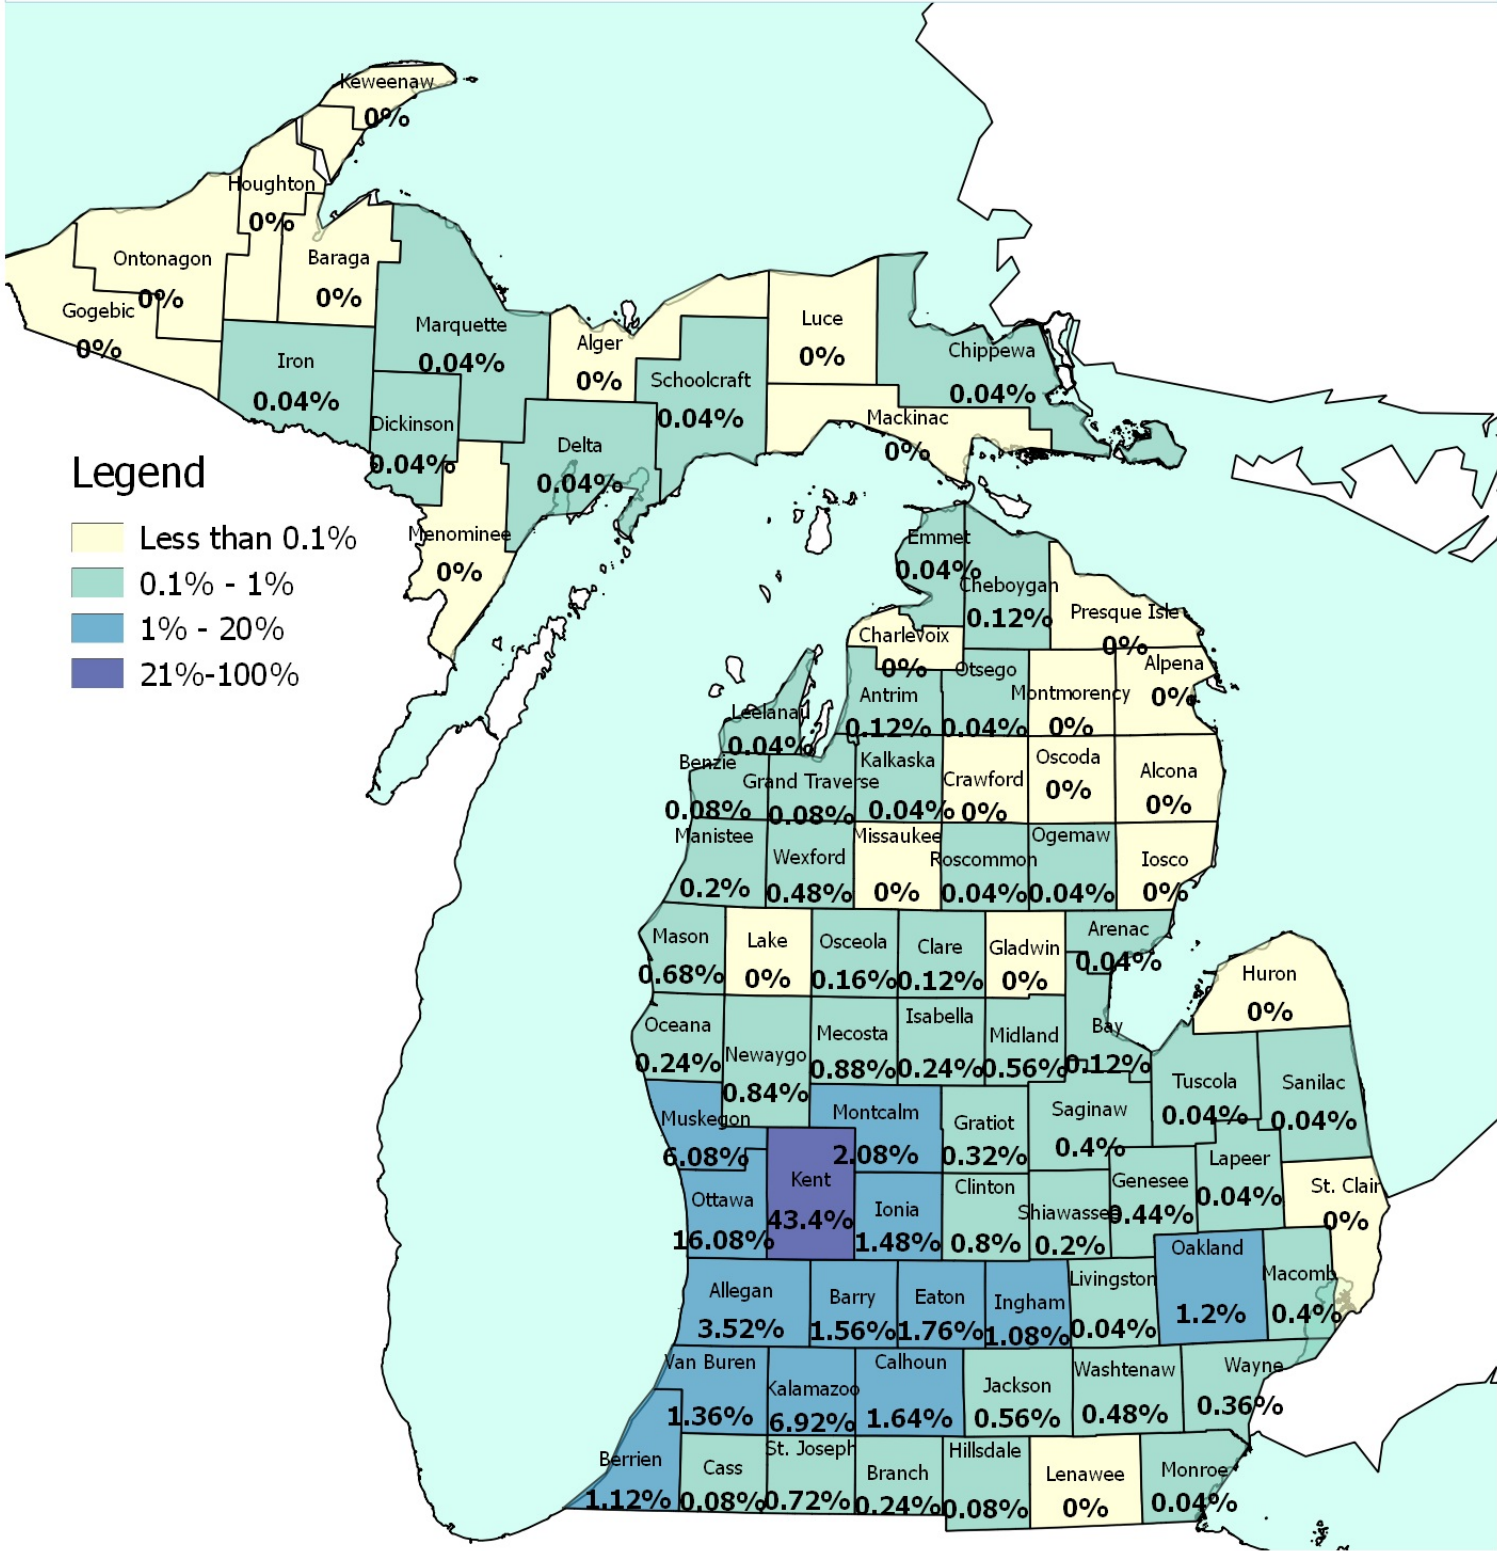 Keweenaw
0%
Houghton
0%
Ontonagon
0%
Baraga
0%
Gogebic
0%
Marquette
0.04%
Iron
0.04%
Alger
0%
Luce
0%
Chippewa
0.04%
Schoolcraft
0.04%
Dickinson
0.04%
Mackinac
0%
Delta
0.04%
Menominee
0%
Legend
Less than 0.1%
0.1% - 1%
1% - 20%
21%-100%
Emmet
0.04%
Cheboygan
0.12%
Presque Isle
0%
Charlevoix
0%
Otsego
0.04%
Montmorency
0%
Alpena
0%
Antrim
0.12%
Leelanau
0.04%
Benzie
0.08%
Grand Traverse
0.08%
Kalkaska
0.04%
Crawford
0%
Oscoda
0%
Alcona
0%
Manistee
0.2%
Wexford
0.48%
Missaukee
0%
Roscommon
0.04%
Ogemaw
0.04%
Iosco
0%
Mason
0.68%
Lake
0%
Osceola
0.16%
Clare
0.12%
Gladwin
0%
Arenac
0.04%
Huron
0%
Oceana
0.24%
Newaygo
0.84%
Mecosta
0.88%
Isabella
0.24%
Midland
0.56%
Bay
0.12%
Tuscola
0.04%
Sanilac
0.04%
Muskegon
6.08%
Montcalm
2.08%
Gratiot
0.32%
Saginaw
0.4%
Lapeer
0.04%
Genesee
0.44%
St. Clair
0%
Ottawa
16.08%
Kent
43.4%
Ionia
1.48%
Clinton
0.8%
Shiawassee
0.2%
Oakland
1.2%
Macomb
0.4%
Livingston
0.04%
Allegan
3.52%
Barry
1.56%
Eaton
1.76%
Ingham
1.08%
Van Buren
1.36%
Kalamazoo
6.92%
Calhoun
1.64%
Jackson
0.56%
Washtenaw
0.48%
Wayne
0.36%
Berrien
1.12%
Cass
0.08%
St. Joseph
0.72%
Branch
0.24%
Hillsdale
0.08%
Lenawee
0%
Monroe
0.04%